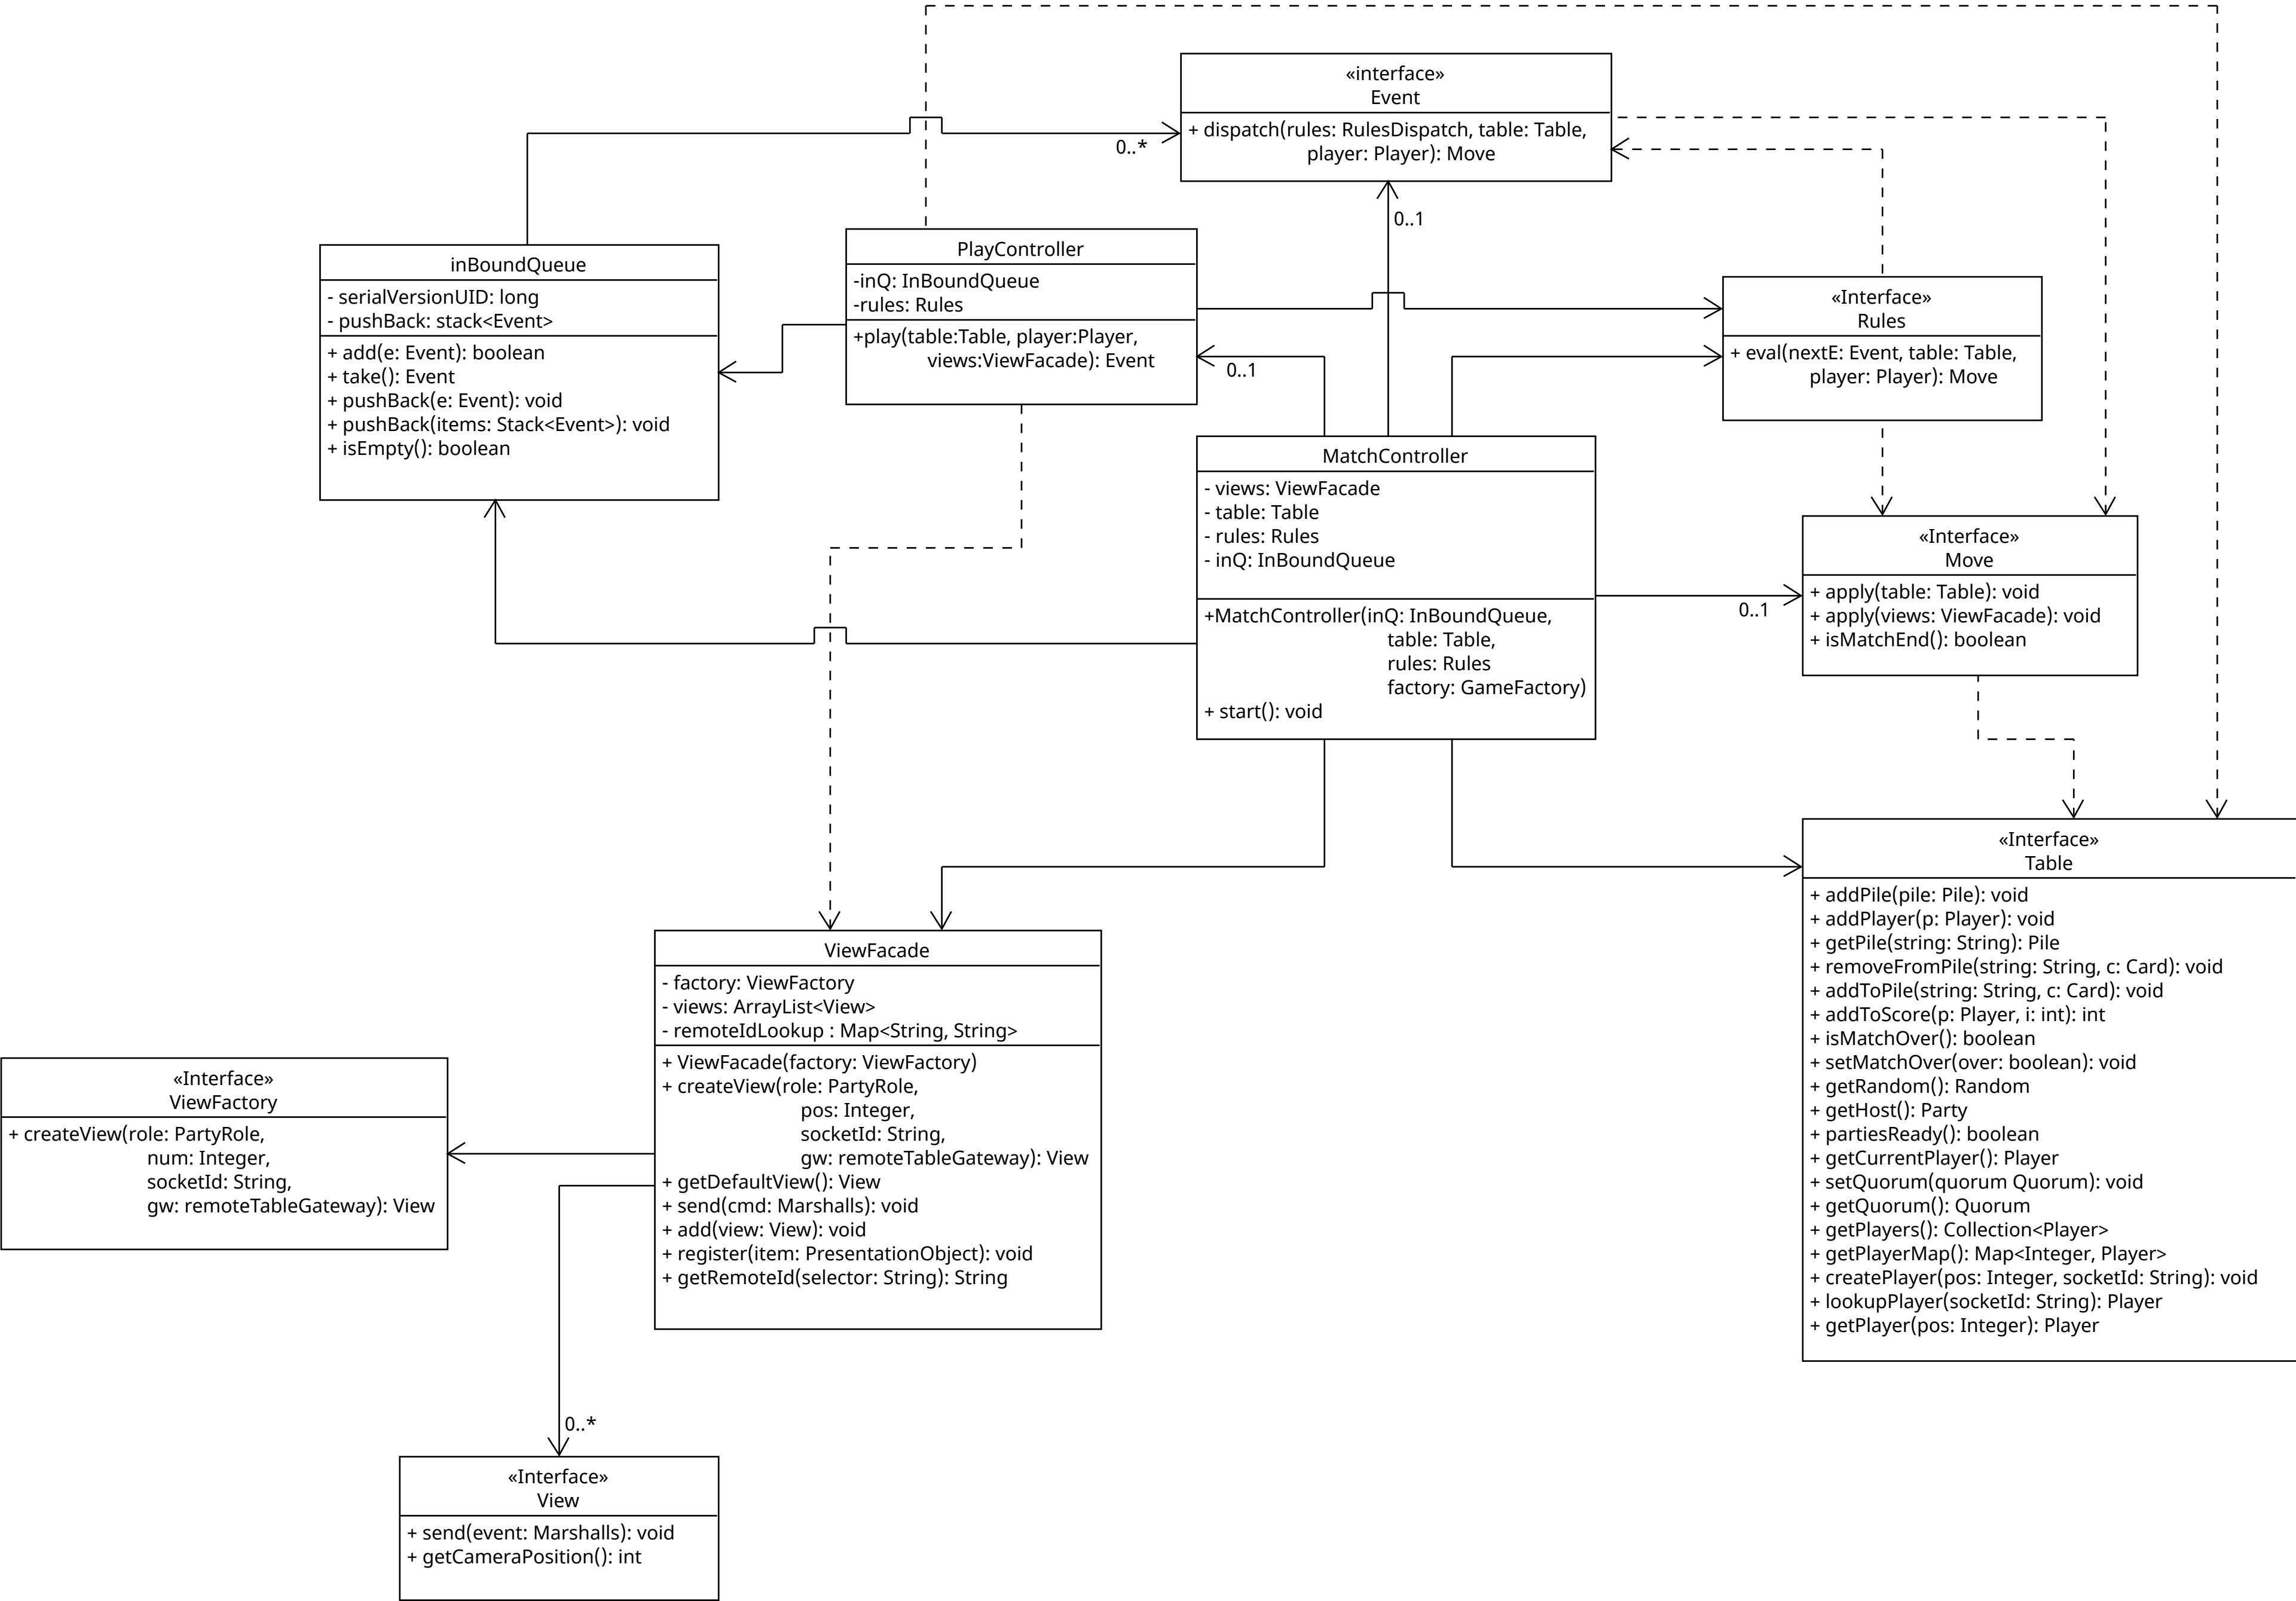 «interface»
Event
+ dispatch(rules: RulesDispatch, table: Table,
player: Player): Move
0..*
0..1
inBoundQueue
- serialVersionUID: long
- pushBack: stack<Event>
+ add(e: Event): boolean
+ take(): Event
+ pushBack(e: Event): void
+ pushBack(items: Stack<Event>): void
+ isEmpty(): boolean
PlayController
-inQ: InBoundQueue
-rules: Rules
+play(table:Table, player:Player,
views:ViewFacade): Event
0..1
«Interface»
Rules
+ eval(nextE: Event, table: Table,
player: Player): Move
MatchController
- views: ViewFacade
- table: Table
- rules: Rules
- inQ: InBoundQueue
+MatchController(inQ: InBoundQueue,
table: Table,
rules: Rules
factory: GameFactory)
+ start(): void
0..1
«Interface»
Move
+ apply(table: Table): void
+ apply(views: ViewFacade): void
+ isMatchEnd(): boolean
«Interface»
Table
+ addPile(pile: Pile): void
+ addPlayer(p: Player): void
+ getPile(string: String): Pile
+ removeFromPile(string: String, c: Card): void
+ addToPile(string: String, c: Card): void
+ addToScore(p: Player, i: int): int
+ isMatchOver(): boolean
+ setMatchOver(over: boolean): void
+ getRandom(): Random
+ getHost(): Party
+ partiesReady(): boolean
+ getCurrentPlayer(): Player
+ setQuorum(quorum Quorum): void
+ getQuorum(): Quorum
+ getPlayers(): Collection<Player>
+ getPlayerMap(): Map<Integer, Player>
+ createPlayer(pos: Integer, socketId: String): void
+ lookupPlayer(socketId: String): Player
+ getPlayer(pos: Integer): Player
ViewFacade
- factory: ViewFactory
- views: ArrayList<View>
- remoteIdLookup : Map<String, String>
+ ViewFacade(factory: ViewFactory)
+ createView(role: PartyRole,
pos: Integer,
socketId: String,
gw: remoteTableGateway): View
+ getDefaultView(): View
+ send(cmd: Marshalls): void
+ add(view: View): void
+ register(item: PresentationObject): void
+ getRemoteId(selector: String): String
«Interface»
ViewFactory
+ createView(role: PartyRole,
num: Integer,
socketId: String,
gw: remoteTableGateway): View
0..*
«Interface»
View
+ send(event: Marshalls): void
+ getCameraPosition(): int